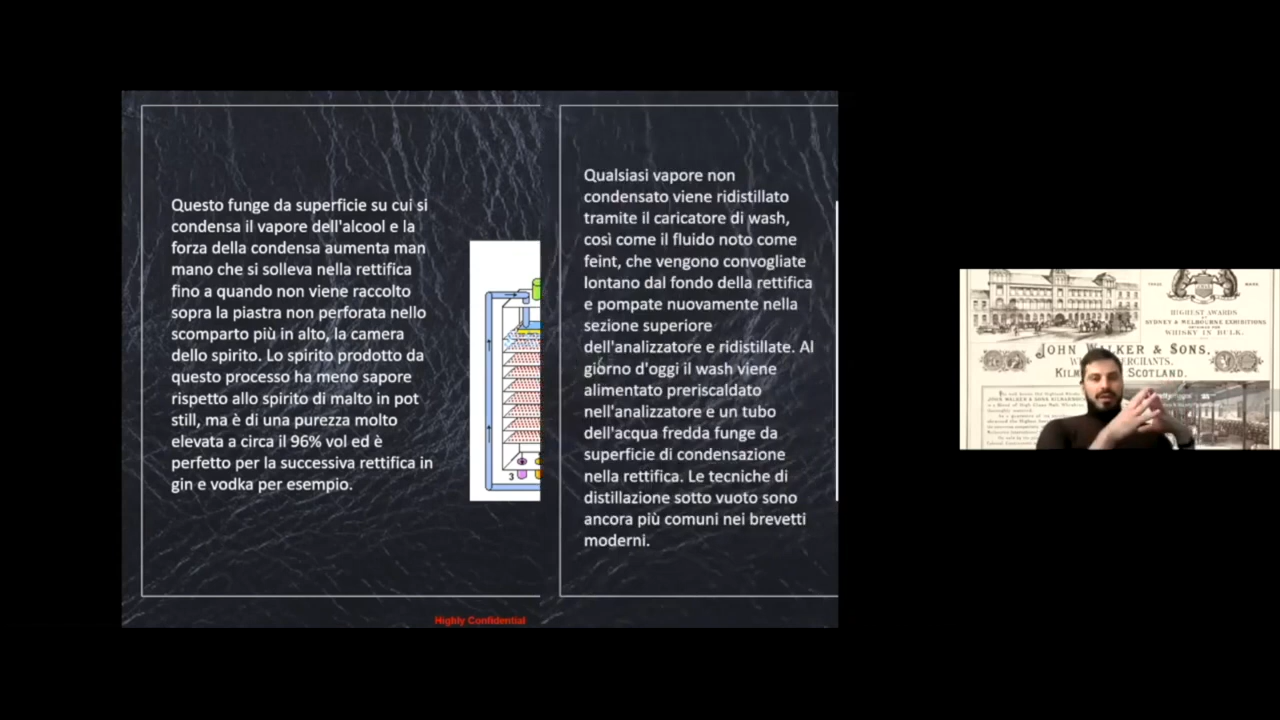 Questo funge da superficie su cui si
condensa il vapore dell'alcool e la
forza della condensa aumenta man
mano che si solleva nella rettifica
fino a quando non viene raccolto
sopra la piastra non perforata nello
scomparto più in alto, la camera
dello spirito. Lo spirito prodotto da
questo processo ha meno sapore
rispetto allo spirito di malto in pot
still, ma è di una purezza molto
elevata a circa il 96% vol ed è
perfetto per la successiva rettifica in
gin e vodka per esempio.
3
Highly Confidential
Qualsiasi vapore non
condensato viene ridistillato
tramite il caricatore di wash,
così come il fluido noto come
feint, che vengono convogliate
lontano dal fondo della rettifica
e pompate nuovamente nella
sezione superiore
dell'analizzatore e ridistillate. Al
giorno d'oggi il wash viene
alimentato preriscaldato
nell'analizzatore e un tubo
dell'acqua fredda funge da
superficie di condensazione
nella rettifica. Le tecniche di
distillazione sotto vuoto sono
ancora più comuni nei brevetti
moderni.
HIGHEST AWARDS
SYDNEY & MELBOURNE EXHIBITIONS
WHISKY IN BULK.
JOHN WALKER & SONS.
SCOTLAND.